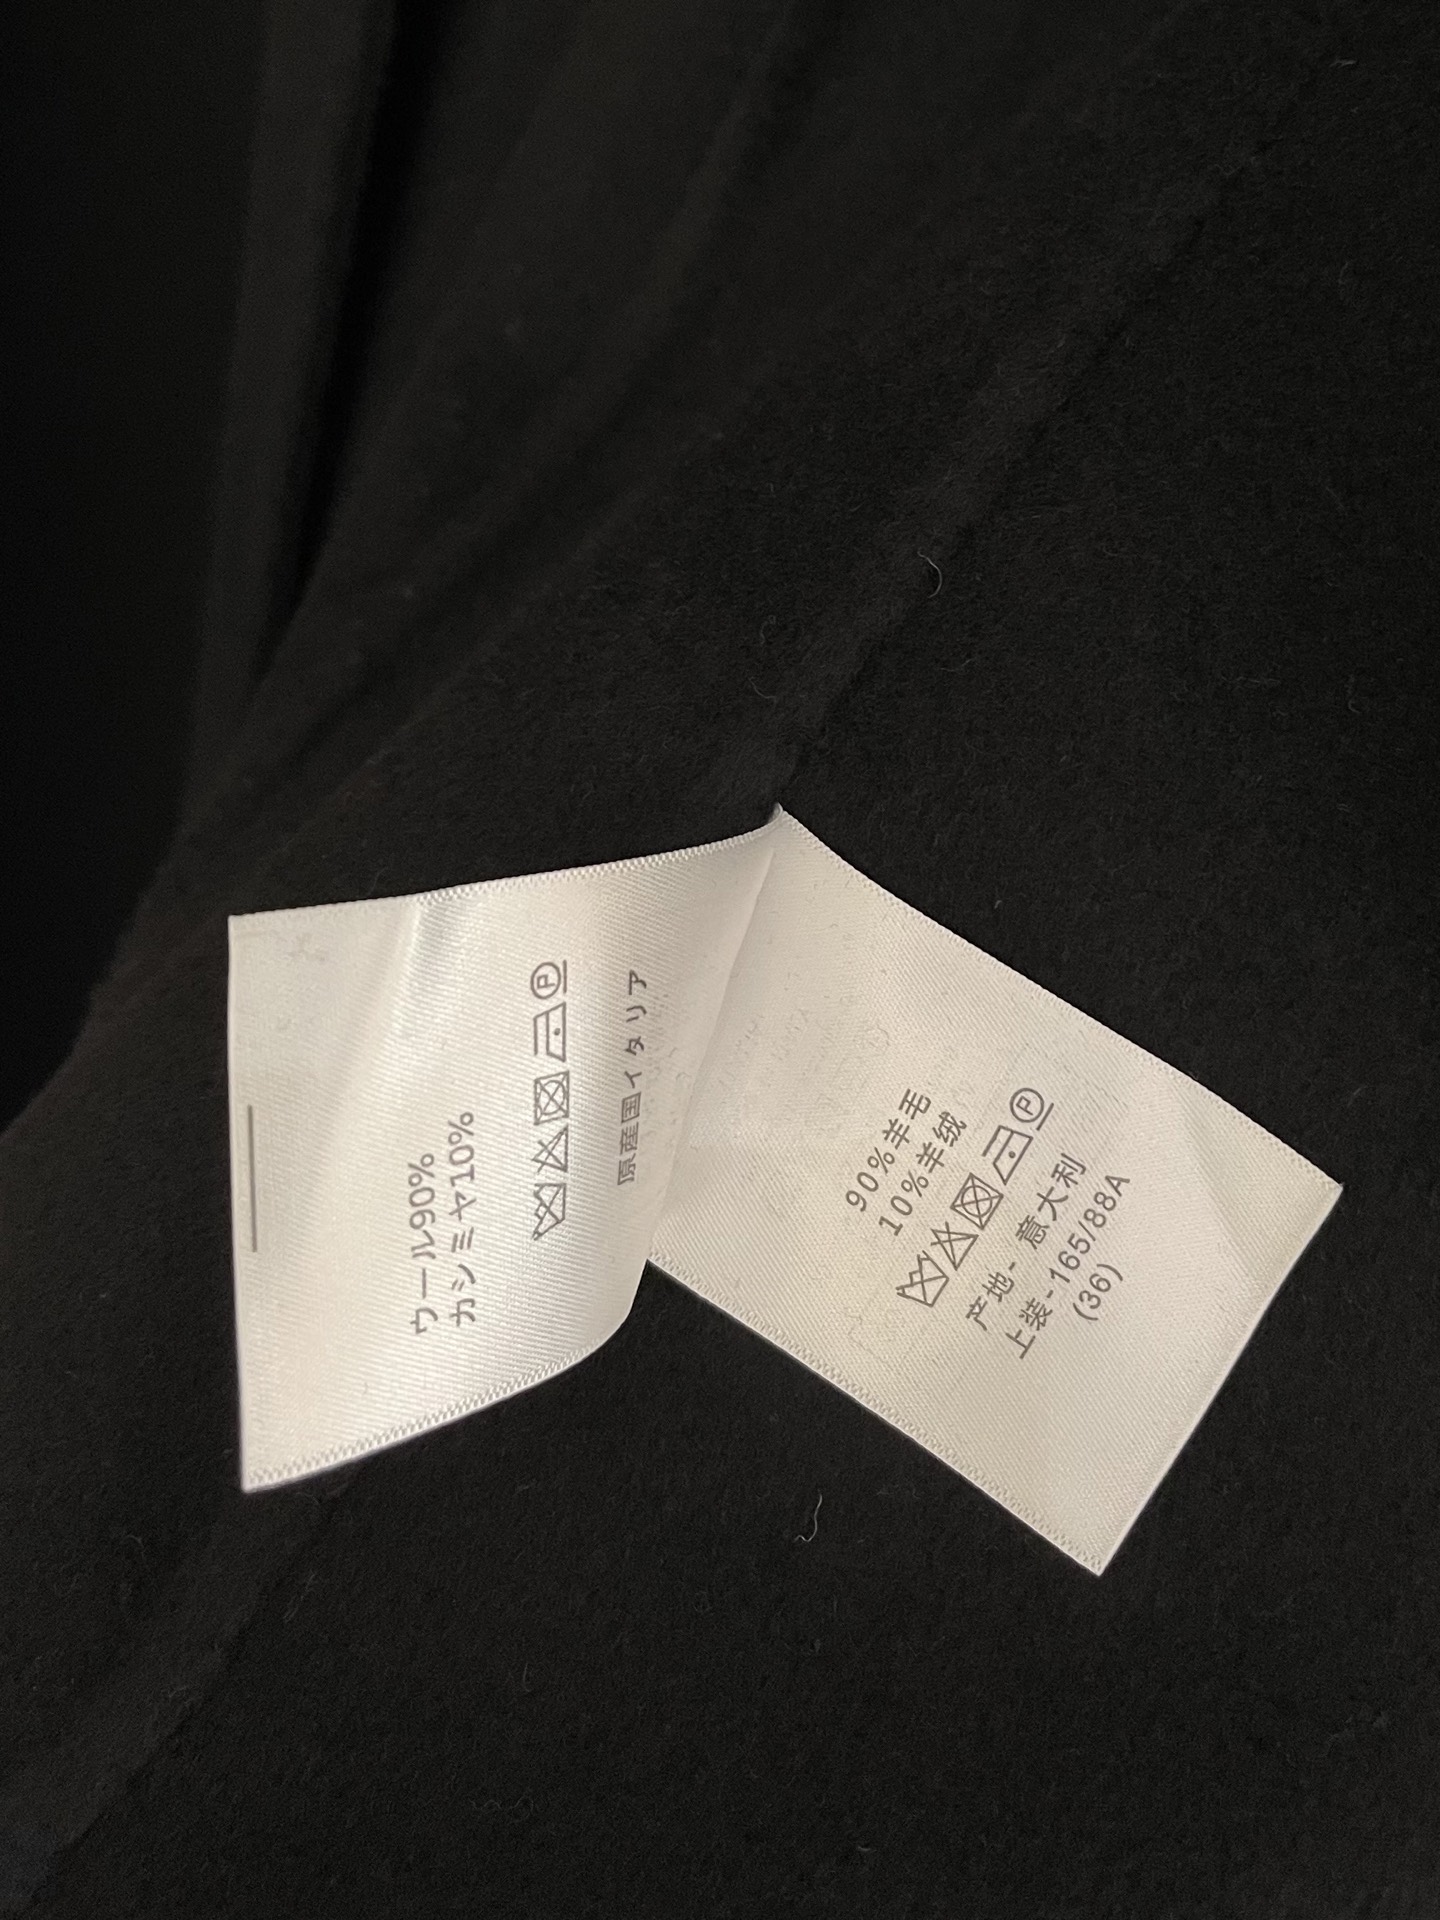 ウール90%
カシミヤ10%
原産国イタリア
90%羊毛
10%羊绒
产地- 意大利
上装-165/88A
(36)